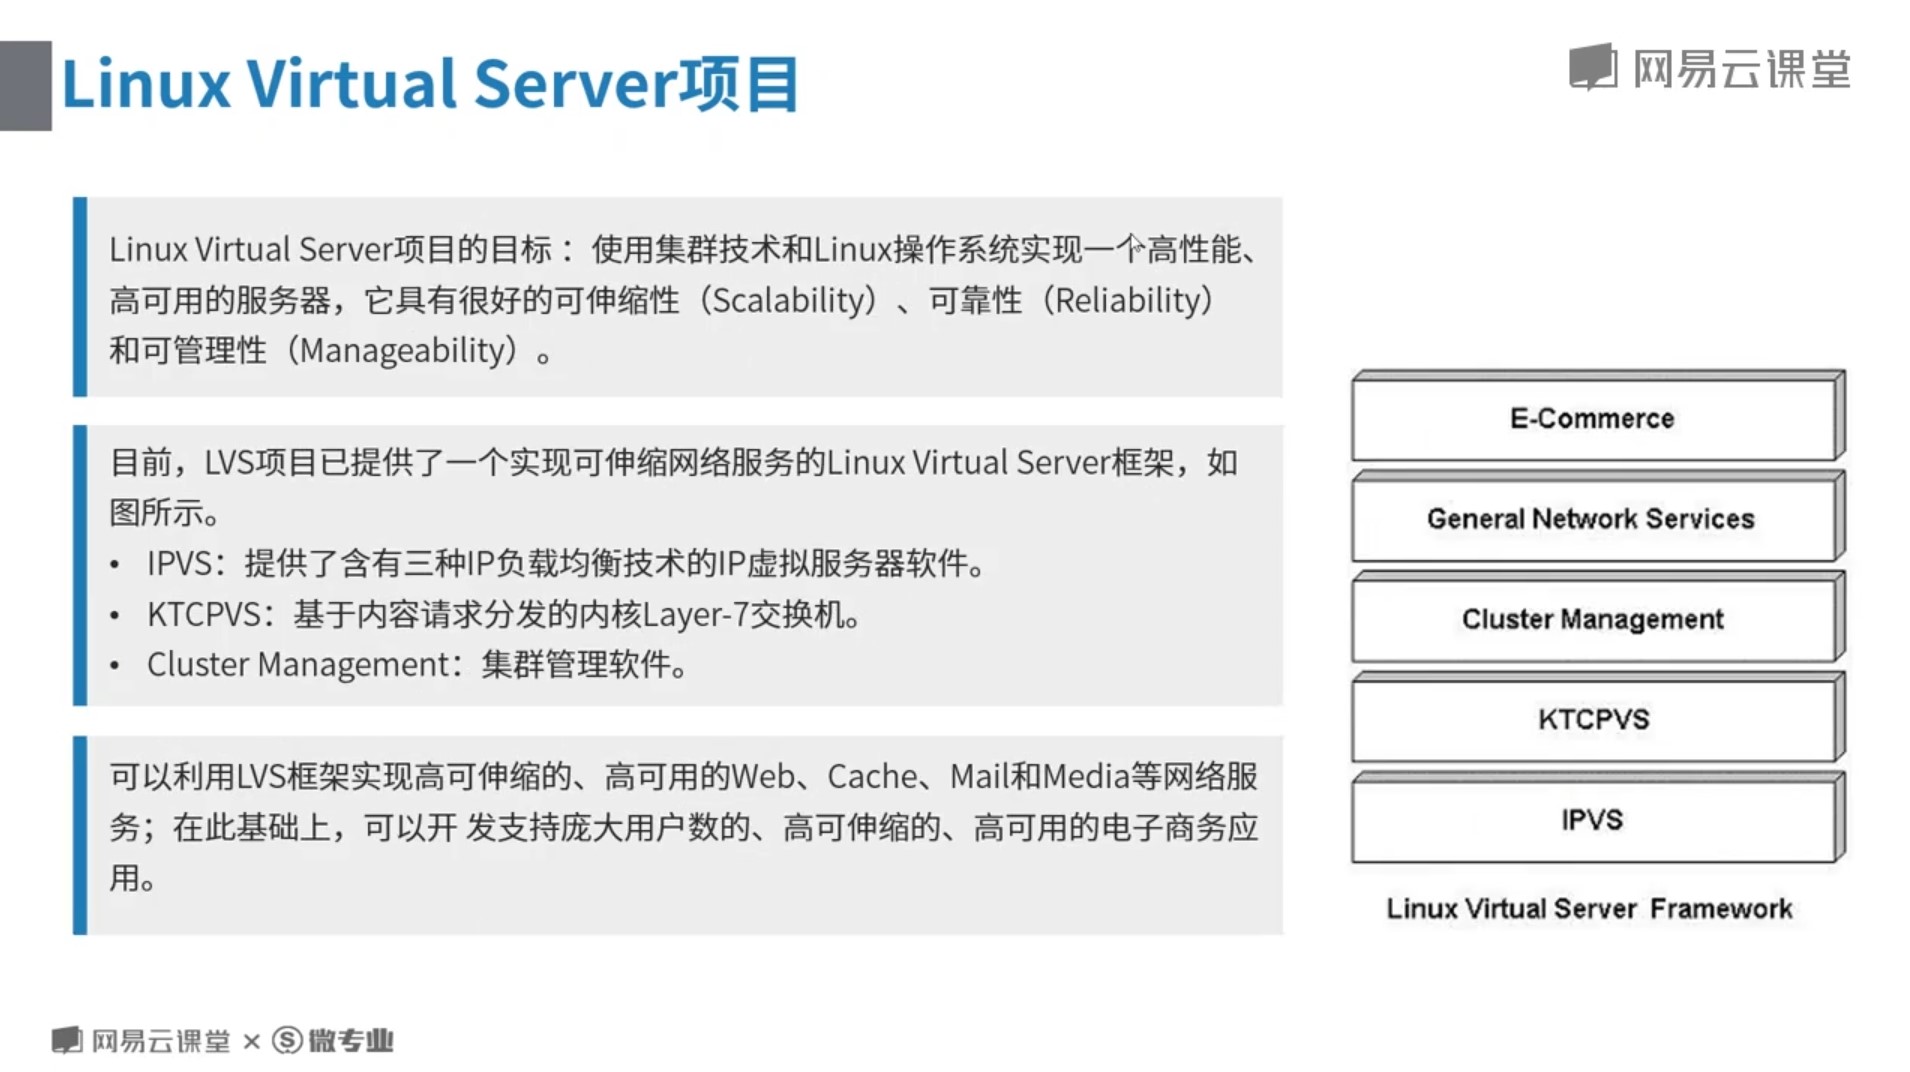 Linux Virtual Server项目
网易云课堂
Linux Virtual Server项目的目标 ：使用集群技术和Linux操作系统实现一个高性能、
高可用的服务器，它具有很好的可伸缩性（Scalability）、可靠性（Reliability）
和可管理性（Manageability）。
目前，LVS项目已提供了一个实现可伸缩网络服务的Linux Virtual Server框架，如
图所示。
• IPVS：提供了含有三种IP负载均衡技术的IP虚拟服务器软件。
• KTCPVS：基于内容请求分发的内核Layer-7交换机。
• Cluster Management：集群管理软件。
可以利用LVS框架实现高可伸缩的、高可用的Web、Cache、Mail和Media等网络服
务；在此基础上，可以开 发支持庞大用户数的、高可伸缩的、高可用的电子商务应
用。
E-Commerce
General Network Services
Cluster Management
KTCPVS
IPVS
Linux Virtual Server Framework
网易云课堂 × S 微专业